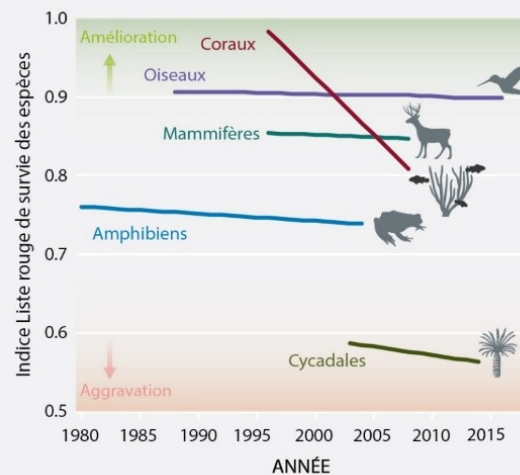 1.0
Amélioration
Coraux
Oiseaux
0.9
Mammifères
0.8
Amphibiens
0.7
0.6
Cycadales
Aggravation
0.5
1980 1985 1990 1995 2000 2005 2010 2015
ANNÉE
Indice Liste rouge de survie des espèces